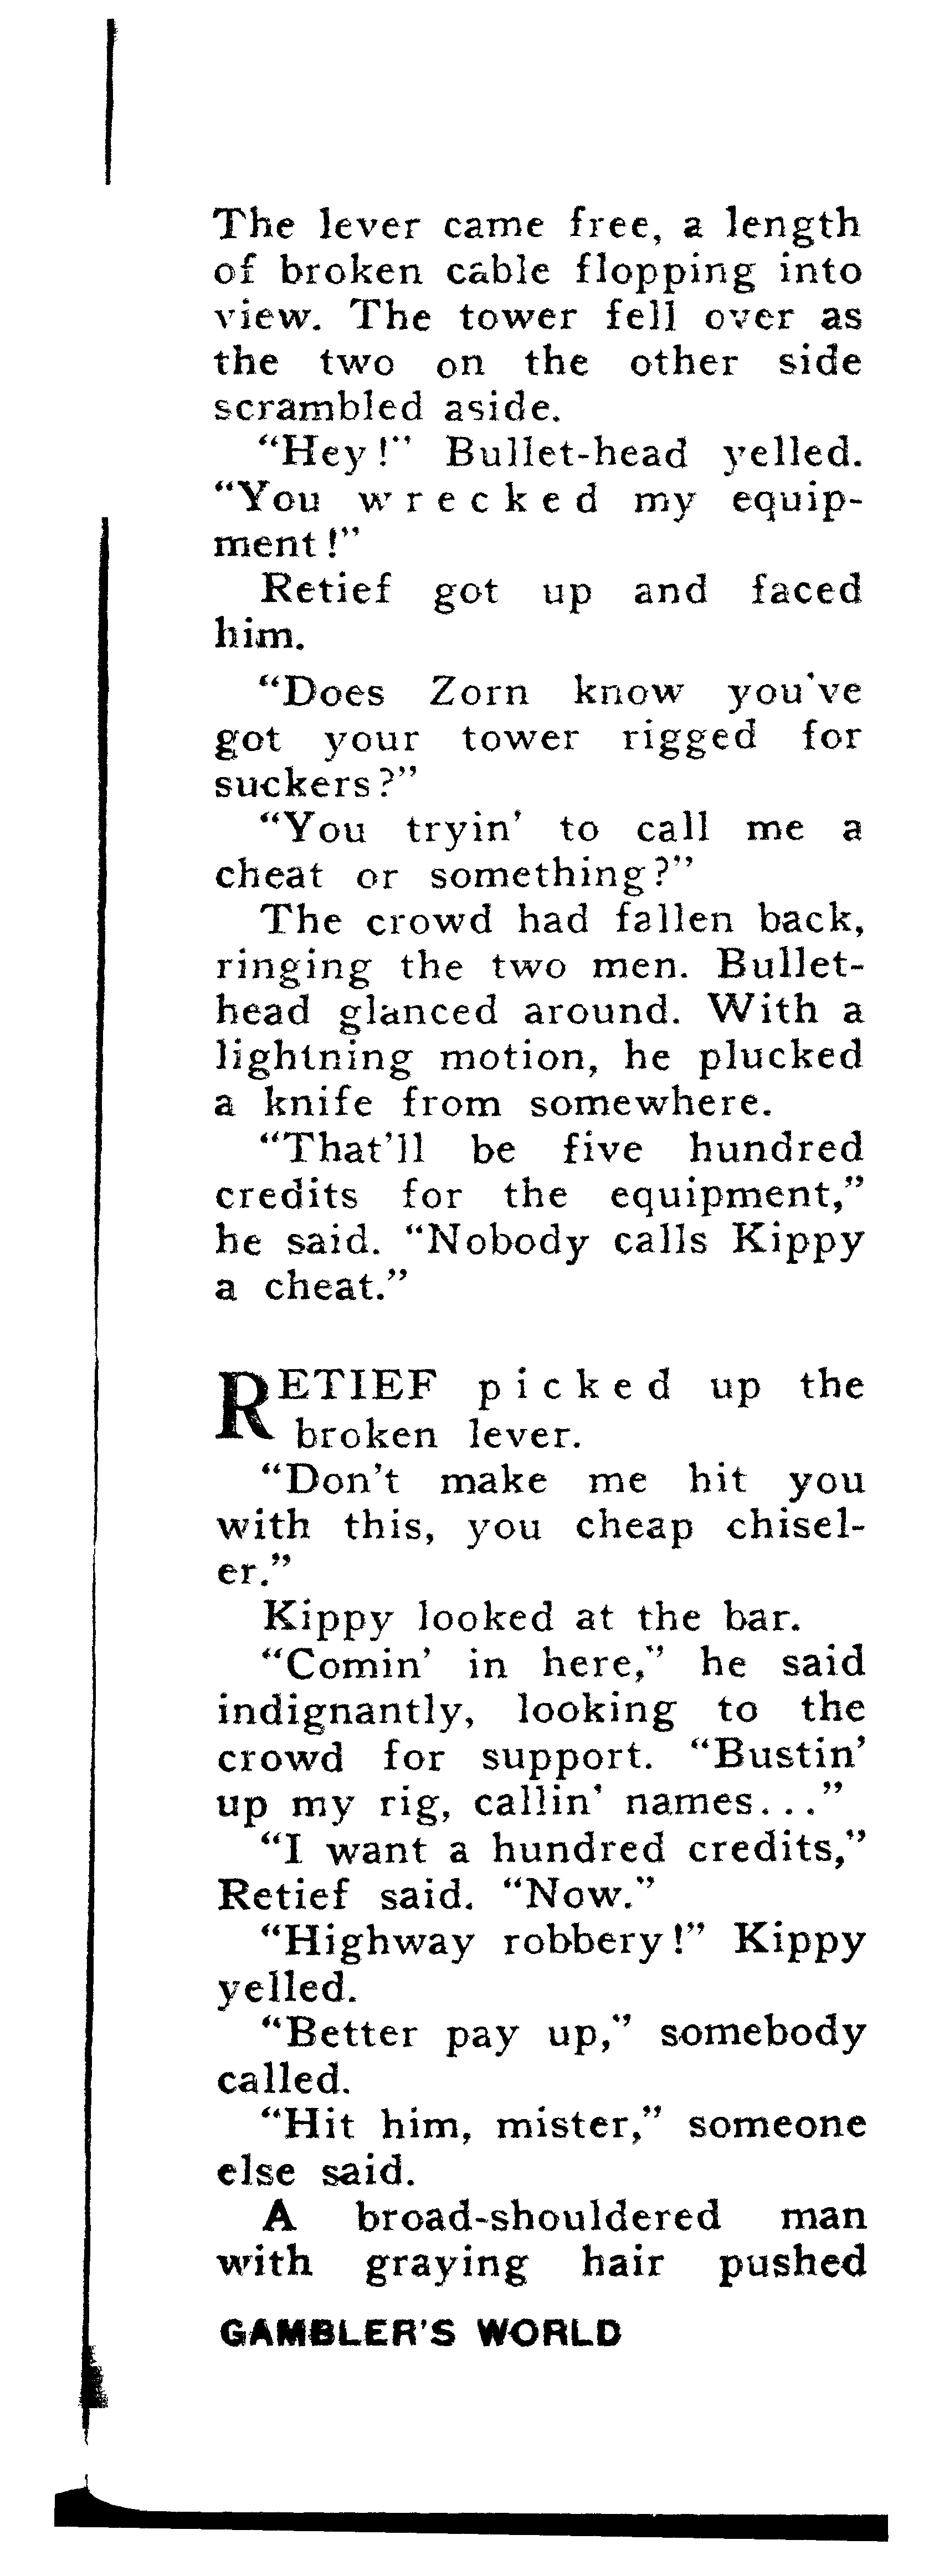 The lever came free, a length
of broken cable flopping into
view. The tower fell over as
the two on the other side
scrambled aside.
“Hey!” Bullet-head yelled.
“You wrecked my equip-
ment!”
Retief got up and faced
him.
“Does Zorn know you've
got your tower rigged for
suckers?”
“You tryin' to call me a
cheat or something?”
The crowd had fallen back,
ringing the two men. Bullet-
head glanced around. With a
lightning motion, he plucked
a knife from somewhere.
“That'll be five hundred
credits for the equipment,”
he said. “Nobody calls Kippy
a cheat.”
RETIEF picked up the
broken lever.
“Don't make me hit you
with this, you cheap chisel-
er.”
Kippy looked at the bar.
“Comin' in here,” he said
indignantly, looking to the
crowd for support. “Bustin'
up my rig, callin' names...”
“I want a hundred credits,”
Retief said. “Now.”
“Highway robbery!” Kippy
yelled.
“Better pay up,” somebody
called.
“Hit him, mister,” someone
else said.
A broad-shouldered man
with graying hair pushed
GAMBLER'S WORLD